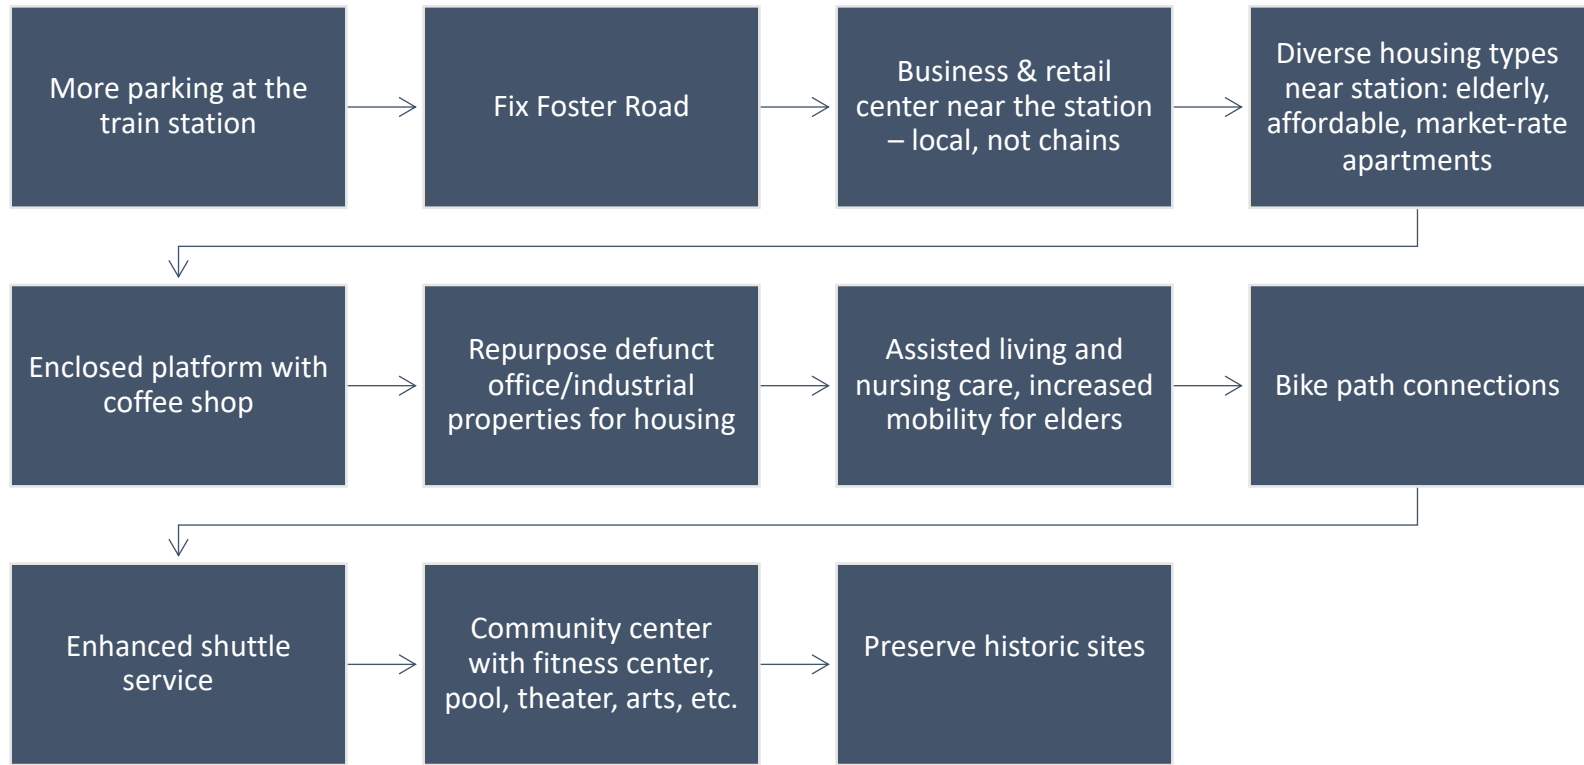 More parking at the
train station
Fix Foster Road
Business & retail
center near the station
– local, not chains
Diverse housing types
near station: elderly,
affordable, market-rate
apartments
Enclosed platform with
coffee shop
Repurpose defunct
office/industrial
properties for housing
Assisted living and
nursing care, increased
mobility for elders
Bike path connections
Enhanced shuttle
service
Community center
with fitness center,
pool, theater, arts, etc.
Preserve historic sites